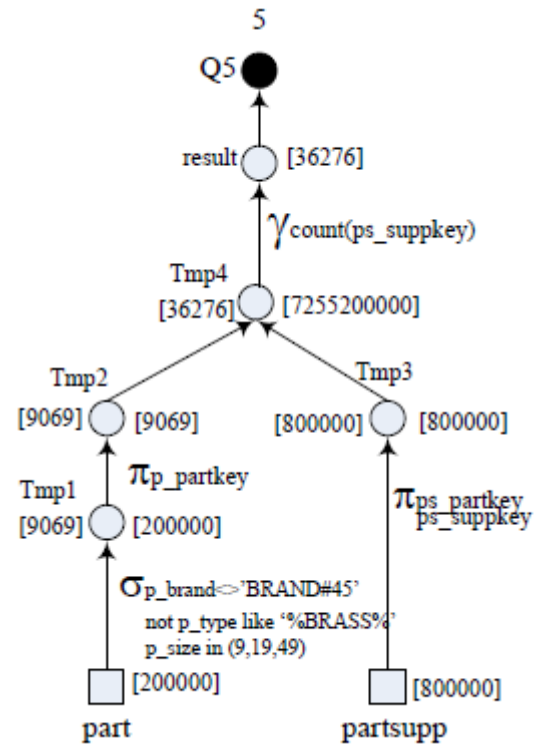 5
Q5
result [36276]
γcount(ps_suppkey)
Tmp4
[36276] [7255200000]
Tmp2 Tmp3
[9069] [9069] [800000] [800000]
πp_partkey
πps_partkey
ps_suppkey
Tmp1
[9069] [200000]
σp_brand<>’BRAND#45’
not p_type like ‘%BRASS%’
p_size in (9,19,49)
[200000] [800000]
part partsupp